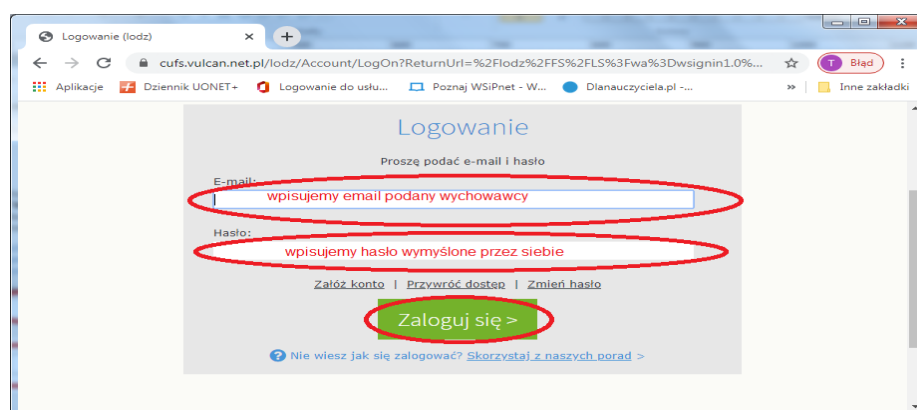 Logowanie (lodz)
cufs.vulcan.net.pl/lodz/Account/LogOn?ReturnUrl=%2Flodz%2FFS%2FLS%3Fwa%3Dwsignin1.0%...
T Błąd
Aplikacje Dziennik UONET+ Logowanie do usłu... Poznaj WSiPnet - W... Dlanauczyciela.pl -... » Inne zakładki
Logowanie
Proszę podać e-mail i hasło
E-mail:
wpisujemy email podany wychowawcy
Hasło:
wpisujemy hasło wymyślone przez siebie
Załóż konto | Przywróć dostęp | Zmień hasło
Zaloguj się >
? Nie wiesz jak się zalogować? Skorzystaj z naszych porad >